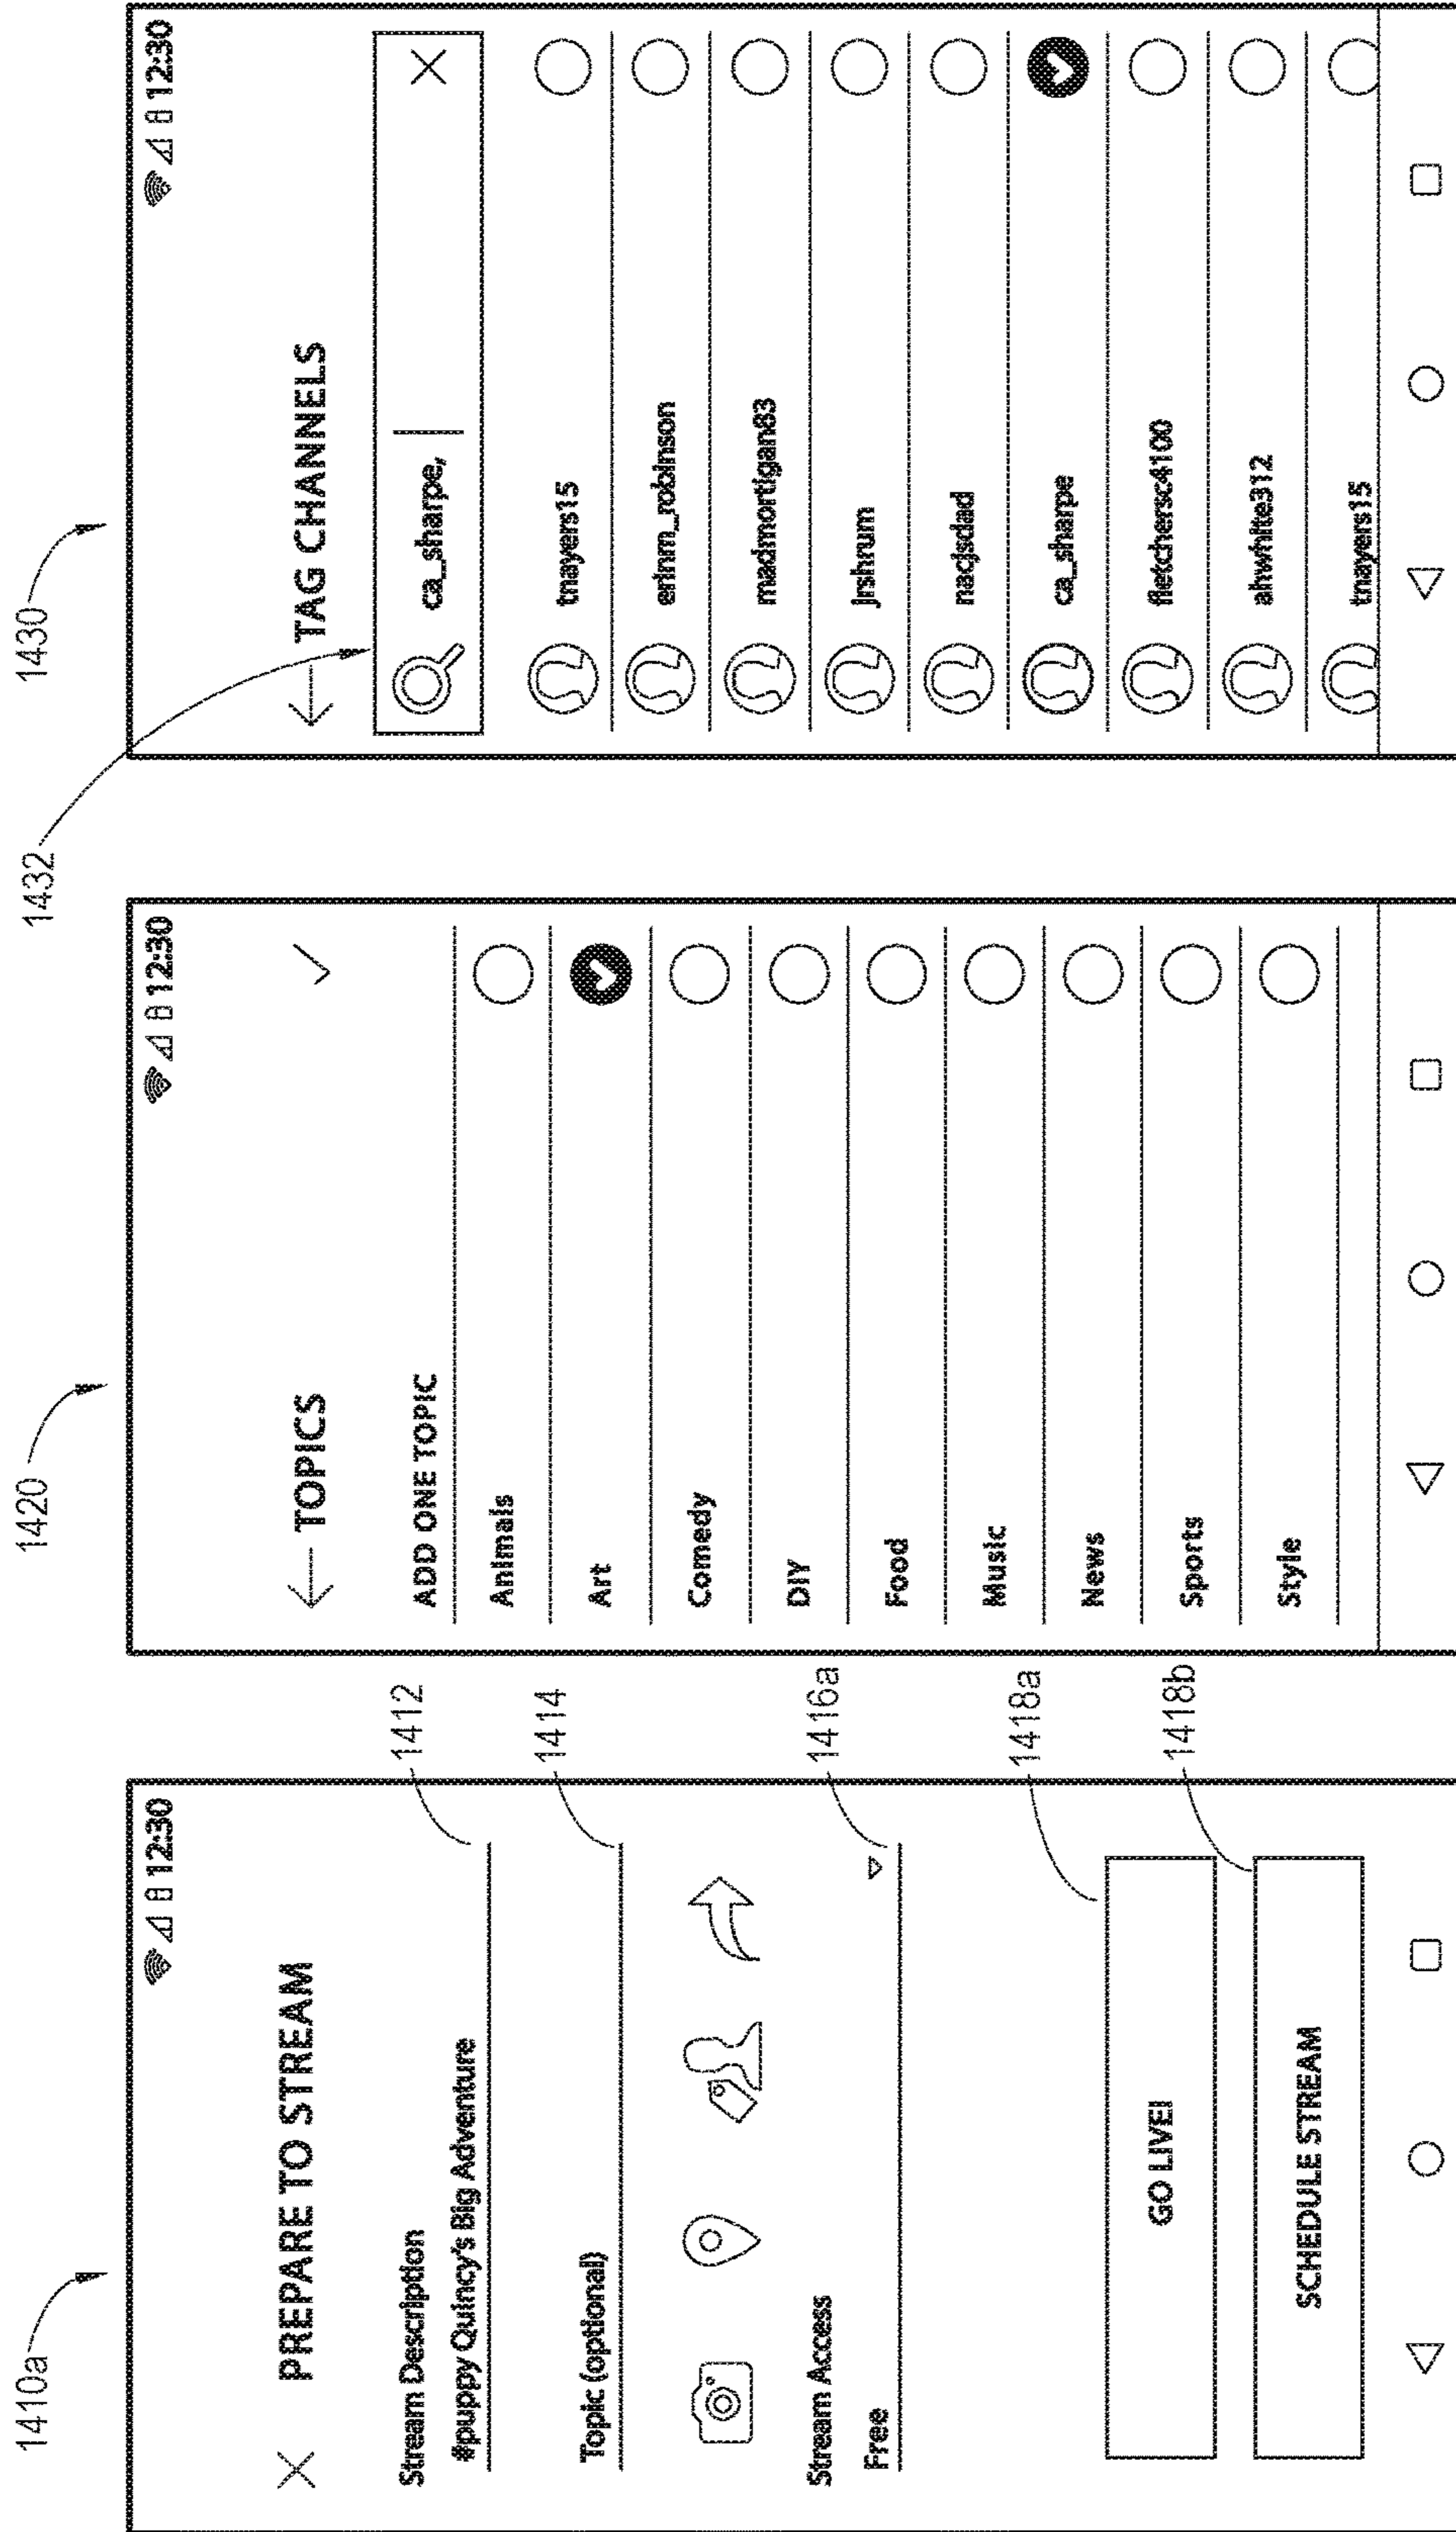 1410a
12:30
PREPARE TO STREAM
Stream Description
#puppy Quincy's Big Adventure
1412
Topic (optional)
1414
Stream Access
Free
1416a
GO LIVE!
1418a
SCHEDULE STREAM
1418b
1420
12:30
TOPICS
ADD ONE TOPIC
Animals
Art
Comedy
DIY
Food
Music
News
Sports
Style
1430
1432
12:30
TAG CHANNELS
ca_sharpe,
tnayers15
erinm_robinson
madmortigan83
jrshrum
nacjsdad
ca_sharpe
fletchersc4100
ahwhite312
tnayers15